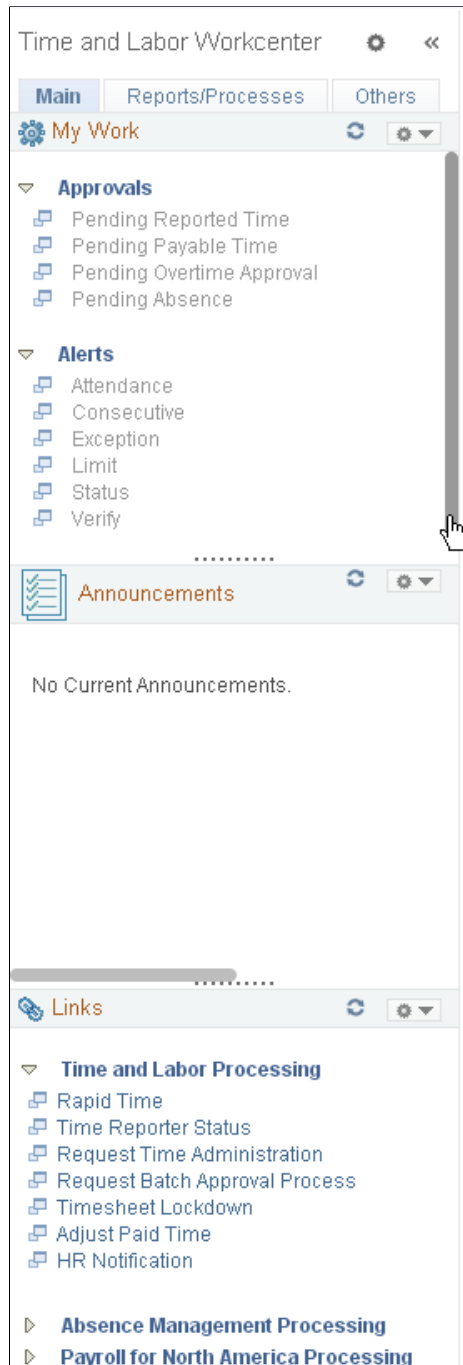 Time and Labor Workcenter
Main Reports/Processes Others
My Work
Approvals
Pending Reported Time
Pending Payable Time
Pending Overtime Approval
Pending Absence
Alerts
Attendance
Consecutive
Exception
Limit
Status
Verify
Announcements
No Current Announcements.
Links
Time and Labor Processing
Rapid Time
Time Reporter Status
Request Time Administration
Request Batch Approval Process
Timesheet Lockdown
Adjust Paid Time
HR Notification
Absence Management Processing
Payroll for North America Processing